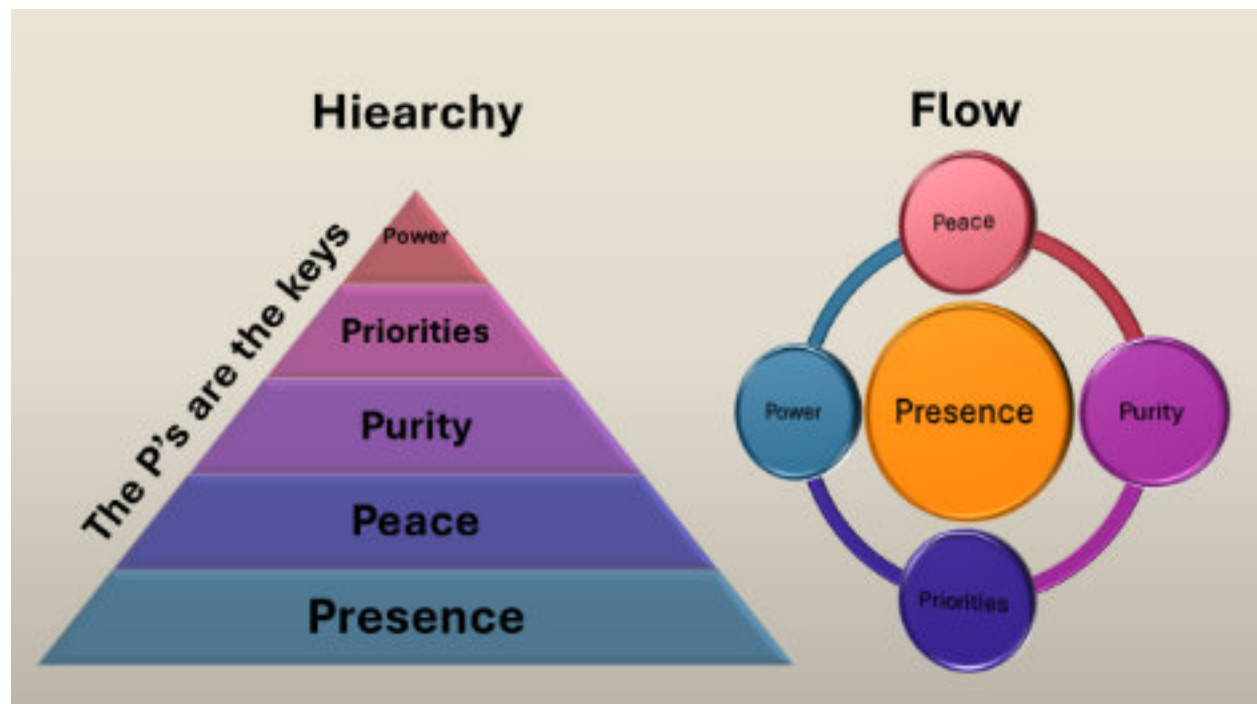 Hiearchy
The P's are the keys
Power
Priorities
Purity
Peace
Presence
Flow
Peace
Power
Presence
Purity
Priorities